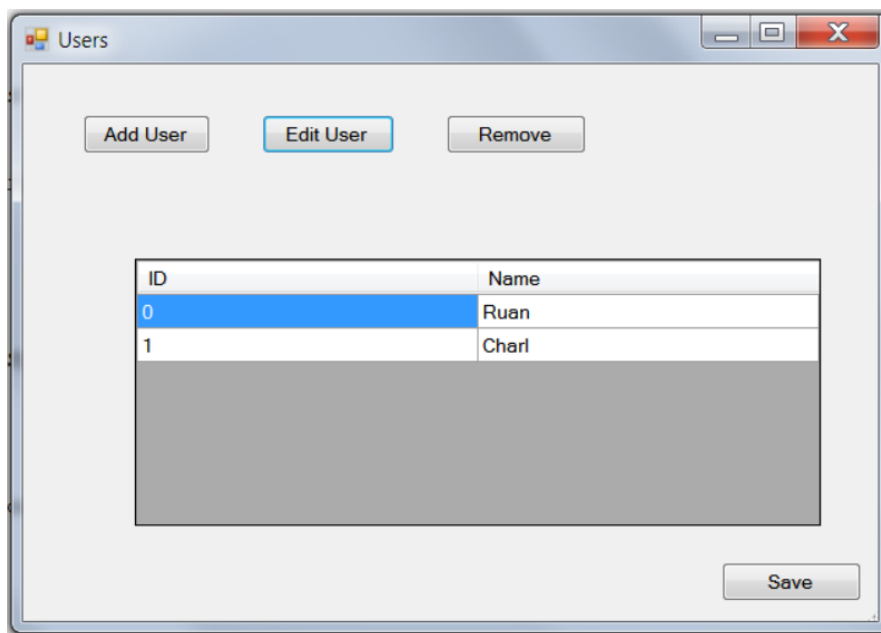 Users
Add User Edit User Remove
ID Name
0 Ruan
1 Charl
Save